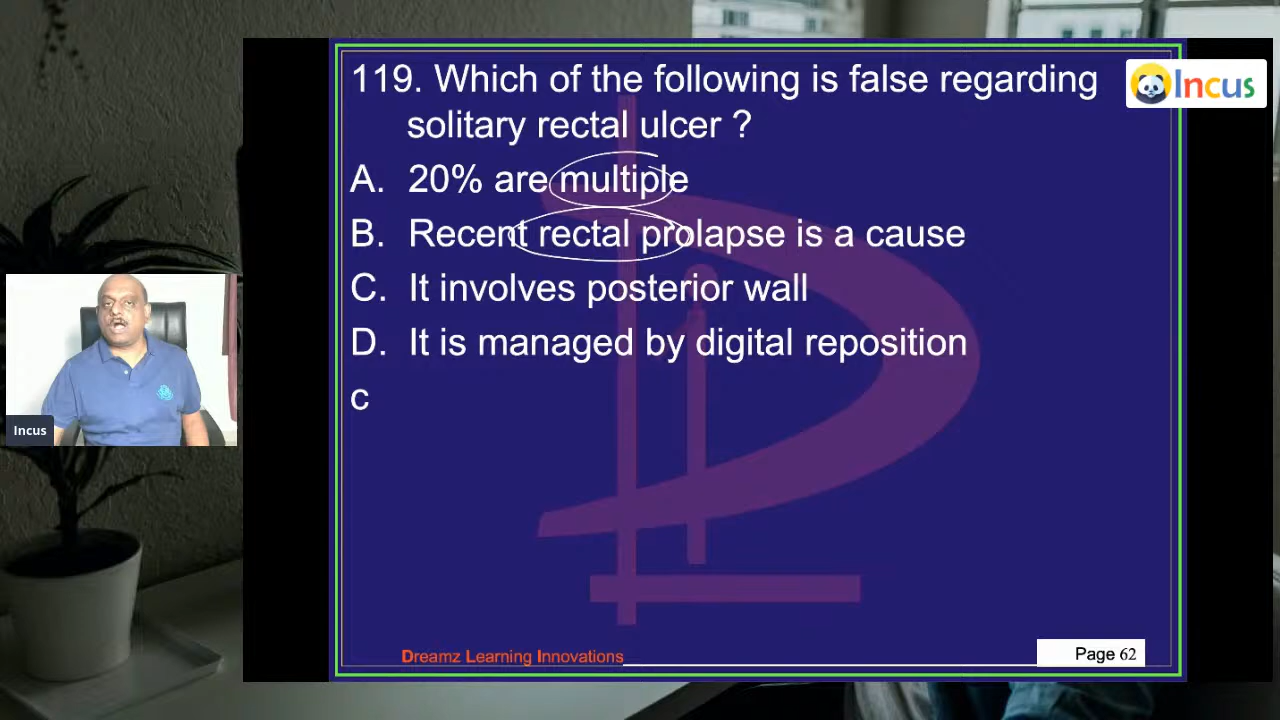 119. Which of the following is false regarding
solitary rectal ulcer ?
A. 20% are multiple
B. Recent rectal prolapse is a cause
C. It involves posterior wall
D. It is managed by digital reposition
c
Incus
Incus
Dreamz Learning Innovations
Page 62